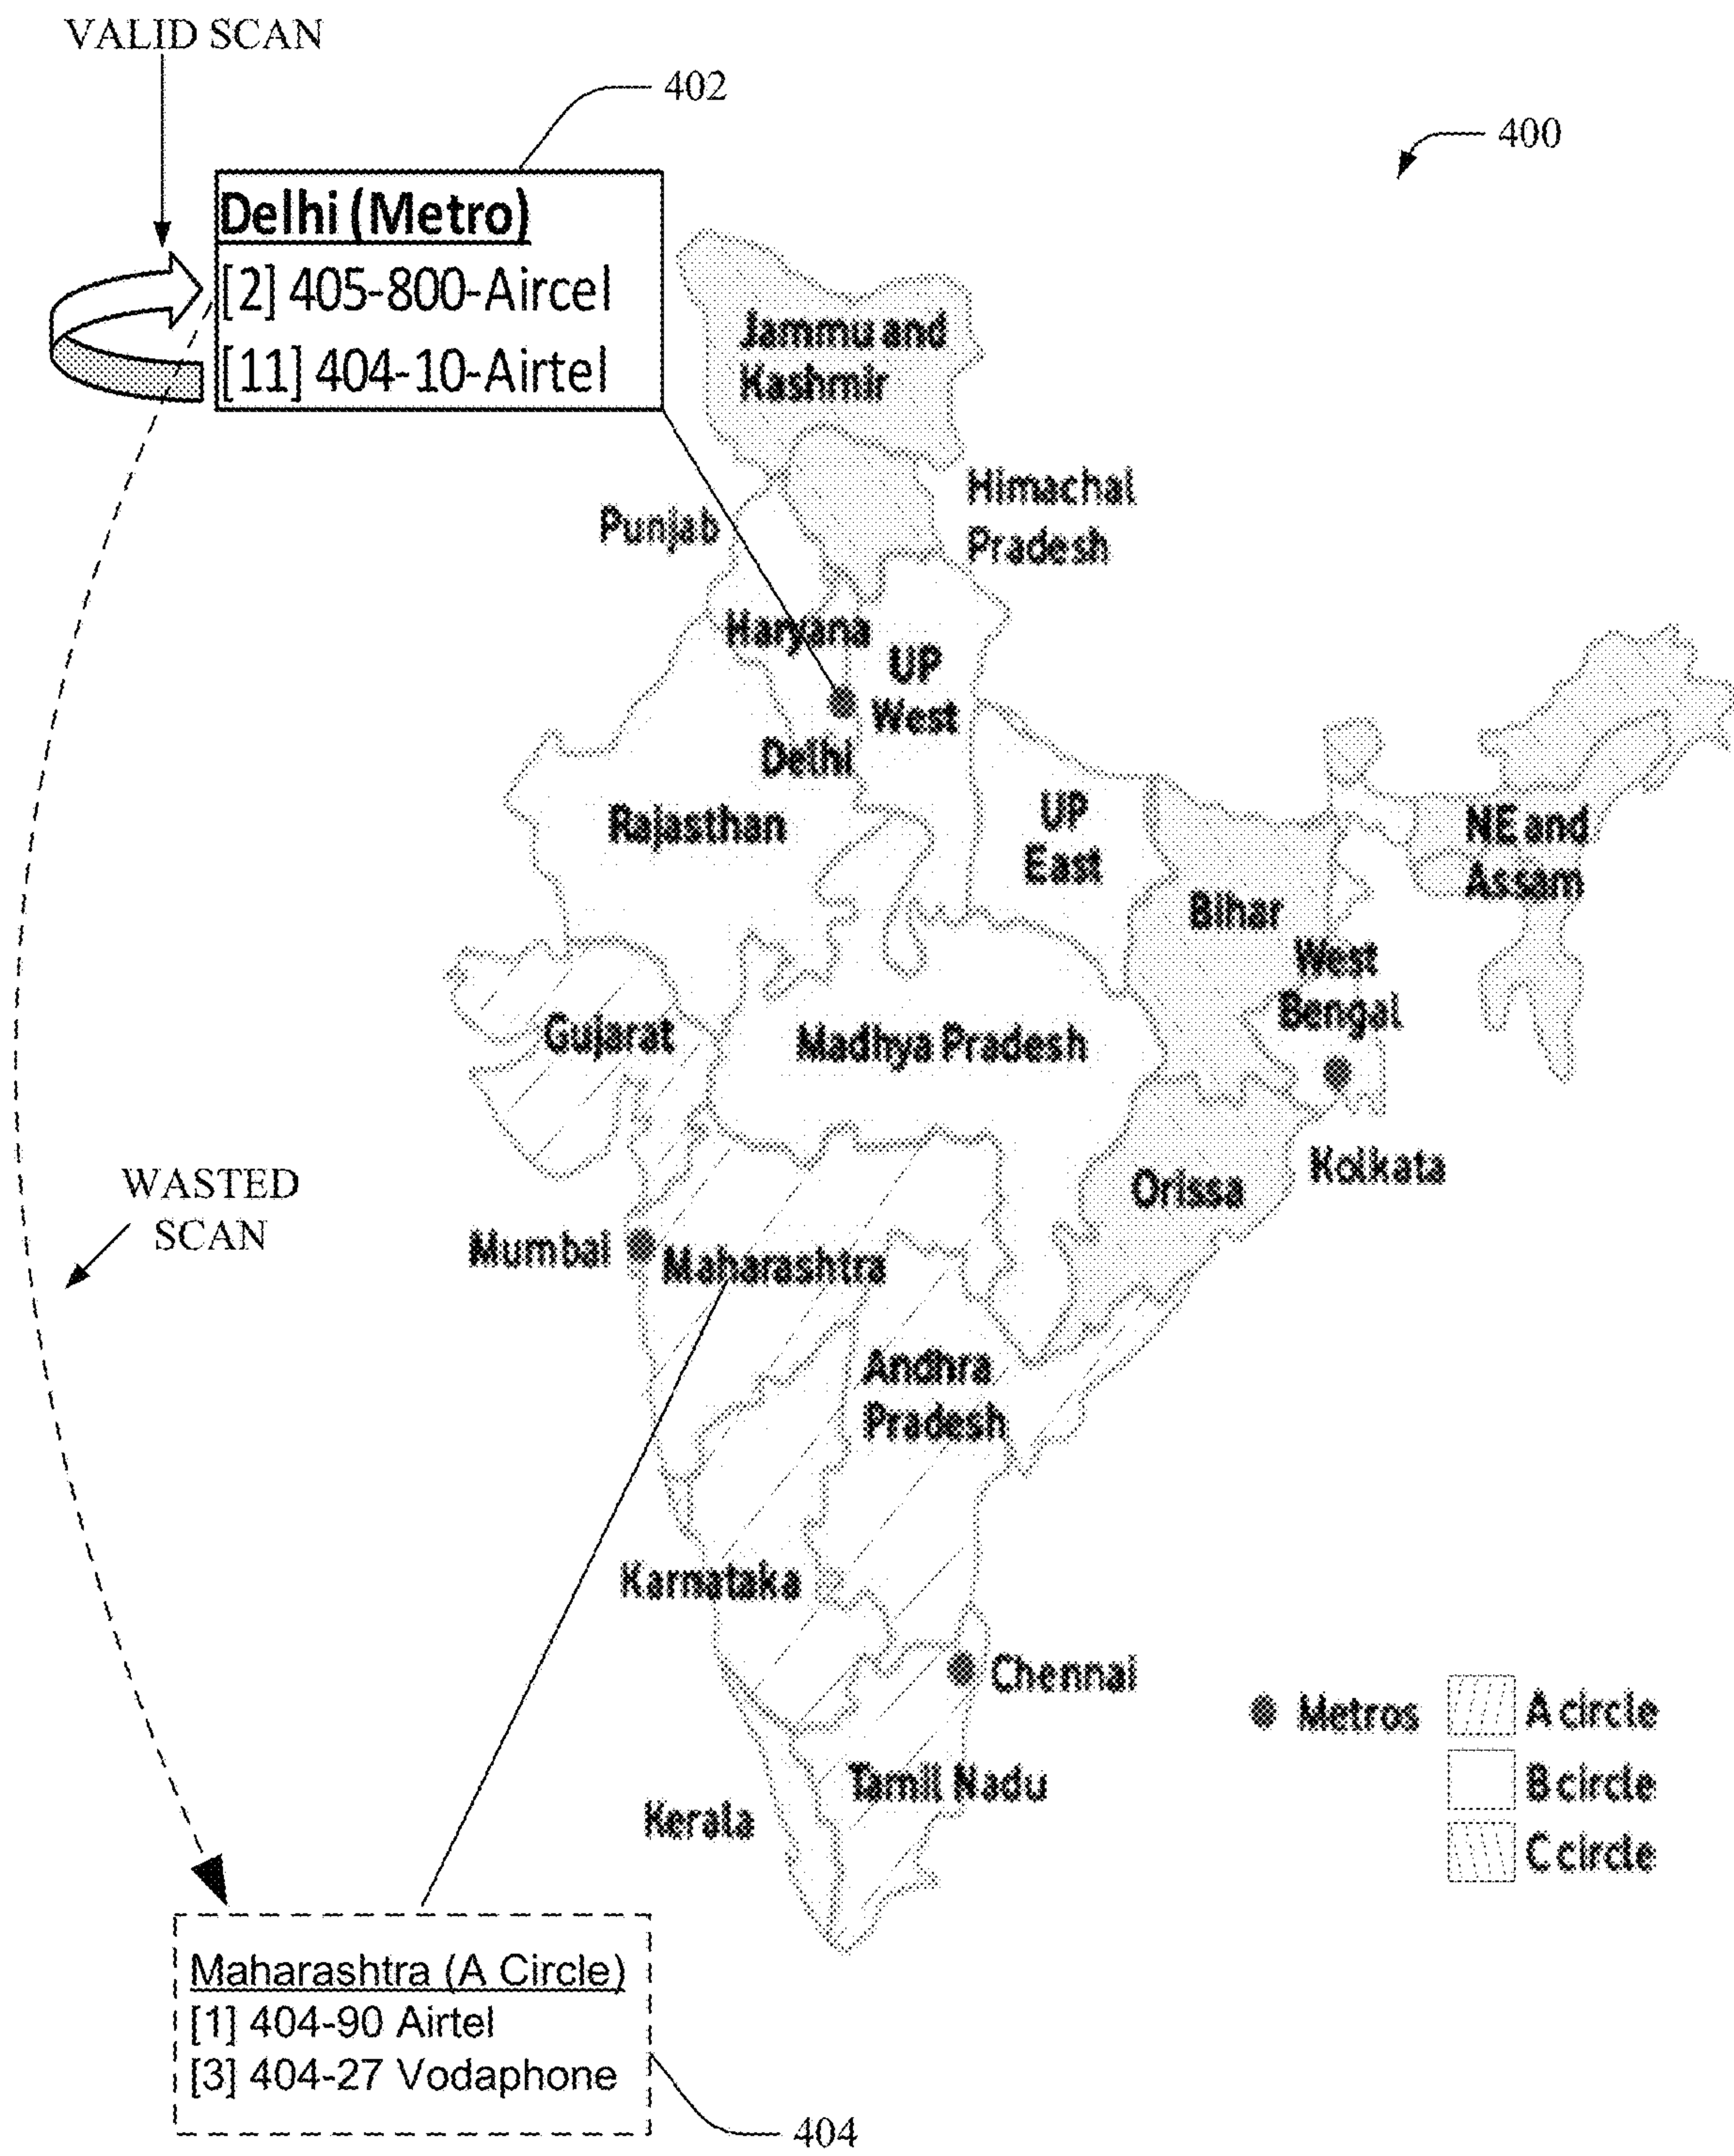 VALID SCAN
402
400
Delhi (Metro)
[2] 405-800-Aircel
[11] 404-10-Airtel
Jammu and
Kashmir
Himachal
Pradesh
Punjab
Haryana
UP
West
Delhi
Rajasthan
UP
East
NE and
Assam
Bihar
West
Bengal
Gujarat
Madhya Pradesh
Kolkata
Orissa
WASTED
SCAN
Mumbai
Maharashtra
Andhra
Pradesh
Karnataka
Chennai
Metros
A circle
B circle
C circle
Tamil Nadu
Kerala
Maharashtra (A Circle)
[1] 404-90 Airtel
[3] 404-27 Vodaphone
404